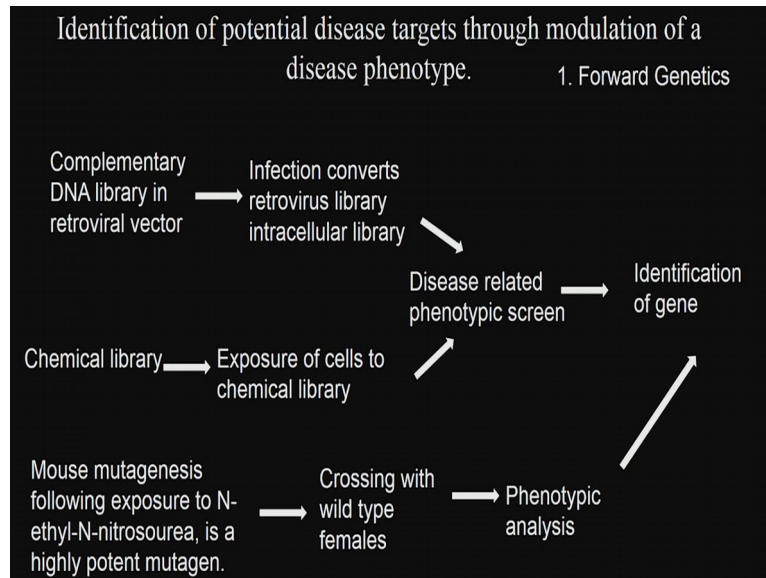 Identification of potential disease targets through modulation of a
disease phenotype.
1. Forward Genetics
Complementary
DNA library in
retroviral vector
Infection converts
retrovirus library
intracellular library
Disease related
phenotypic screen
Identification
of gene
Chemical library
Exposure of cells to
chemical library
Mouse mutagenesis
following exposure to N-
ethyl-N-nitrosourea, is a
highly potent mutagen.
Crossing with
wild type
females
Phenotypic
analysis